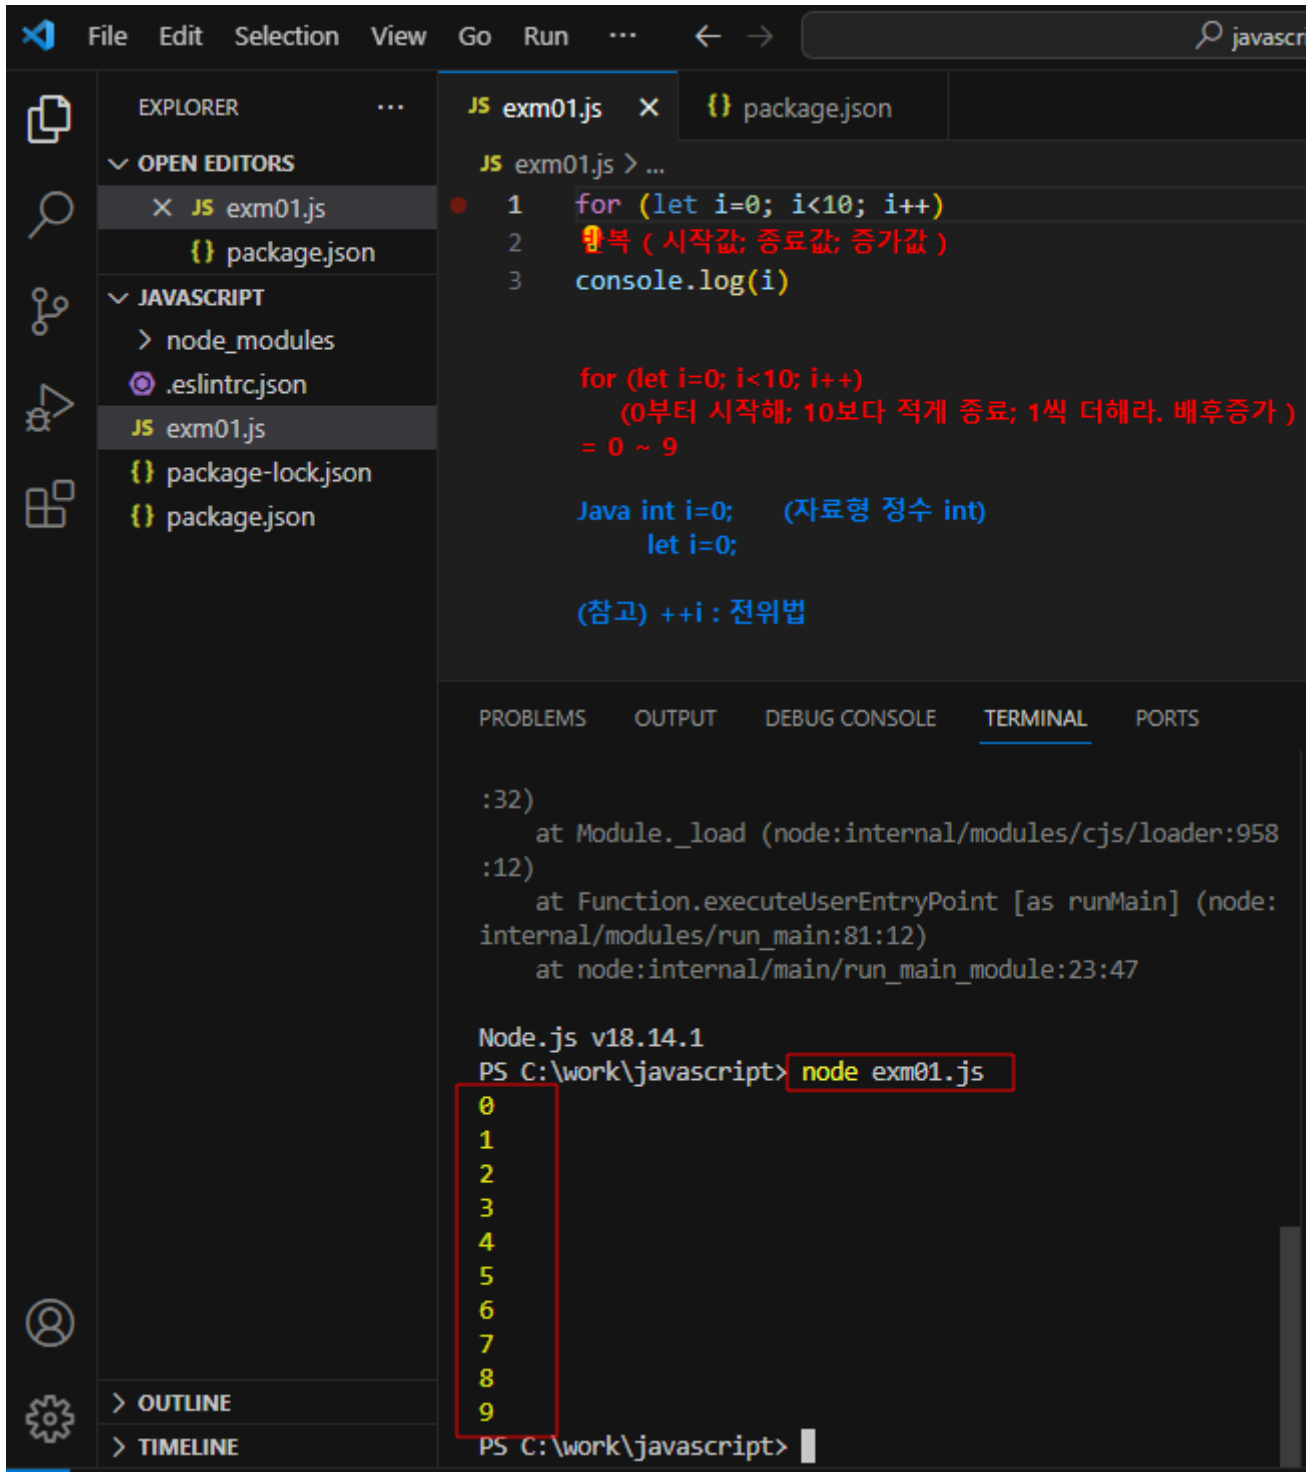 File Edit Selection View Go Run ... javascri
EXPLORER ...
OPEN EDITORS
JS exm01.js
{} package.json
JAVASCRIPT
node_modules
.eslintrc.json
JS exm01.js
{} package-lock.json
{} package.json
OUTLINE
TIMELINE
JS exm01.js {} package.json
JS exm01.js > ...
1 for (let i=0; i<10; i++)
2 반복 ( 시작값; 종료값; 증가값 )
3 console.log(i)
for (let i=0; i<10; i++)
(0부터 시작해; 10보다 적게 종료; 1씩 더해라. 배후증가 )
= 0 ~ 9
Java int i=0; (자료형 정수 int)
let i=0;
(참고) ++i : 전위법
PROBLEMS OUTPUT DEBUG CONSOLE TERMINAL PORTS
:32)
at Module._load (node:internal/modules/cjs/loader:958
:12)
at Function.executeUserEntryPoint [as runMain] (node:
internal/modules/run_main:81:12)
at node:internal/main/run_main_module:23:47
Node.js v18.14.1
PS C:\work\javascript> node exm01.js
0
1
2
3
4
5
6
7
8
9
PS C:\work\javascript>